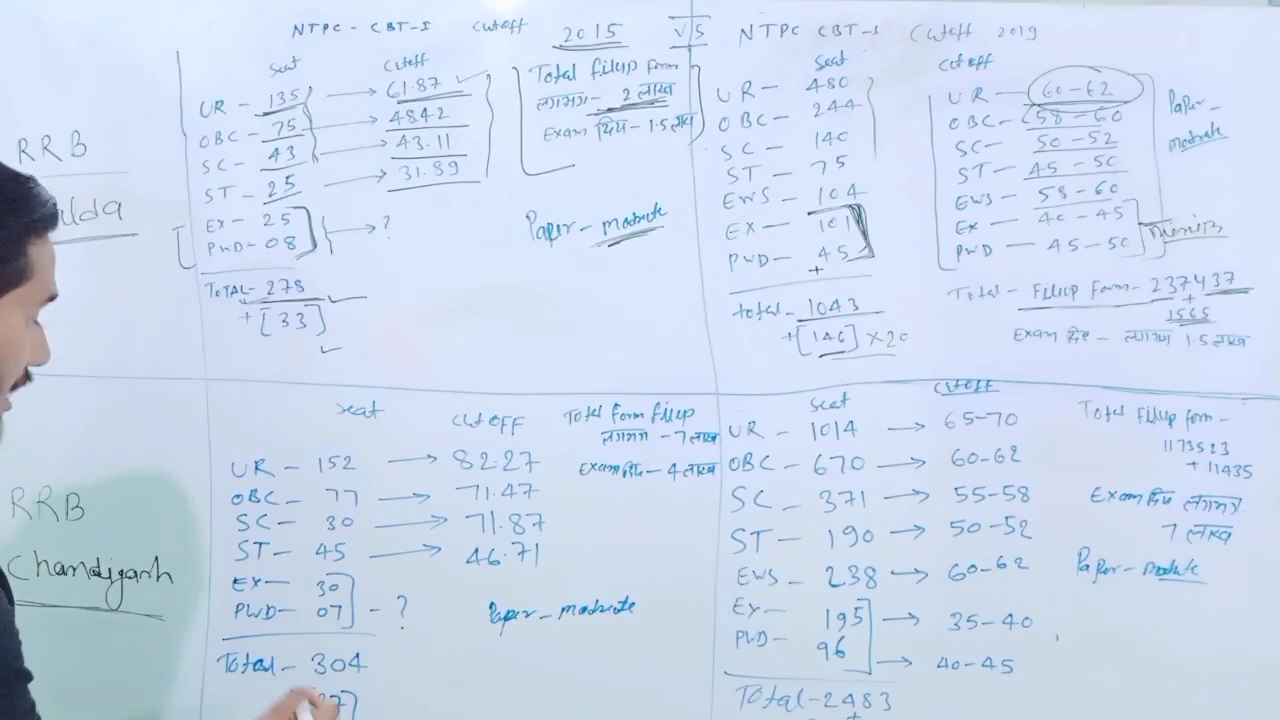 NTPC - CBT-I Cutoff 2015 VS NTPC CBT-I Cutoff 2019
RRB
lda
Seat Cutoff
UR - 135 → 61.87
OBC - 75 → 48.42
SC - 43 → 43.11
ST - 25 → 31.89
EX - 25
PWD - 08 → ?
TOTAL - 278
+ [33]
Total fillup form
लगभग - 2 लाख
Exam दिए - 1.5 लाख
Paper - modrate
Seat
UR - 480
OBC - 244
SC - 140
ST - 75
EWS - 104
EX - 101
PWD - 45
+
total - 1043
+ [146] × 20
Cutoff
UR - 60-62
OBC - 58-60
SC - 50-52
ST - 45-50
EWS - 58-60
EX - 40-45
PWD - 45-50
Paper -
modrate
Total - Fillup Form - 237437
+
1565
Exam दिए - लगभग 1.5 लाख
RRB
Chandigarh
Seat Cutoff
UR - 152 → 82.27
OBC - 77 → 71.47
SC - 30 → 71.87
ST - 45 → 46.71
EX - 30
PWD - 07 - ?
Total - 304
Total form fillup
लगभग - 7 लाख
Exam दिए - 4 लाख
Paper - modrate
Seat Cutoff
UR - 1014 → 65-70
OBC - 670 → 60-62
SC - 371 → 55-58
ST - 190 → 50-52
EWS - 238 → 60-62
EX - 195 → 35-40
PWD - 96 → 40-45
Total - 2483
+
Total fillup form -
1173523
+ 11435
Exam दिए लगभग
7 लाख
Paper - modrate